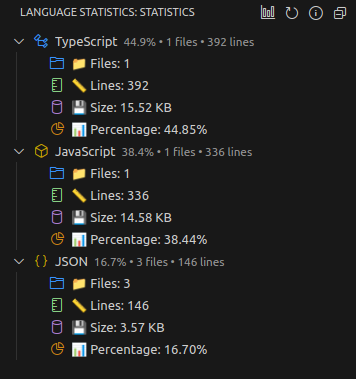 LANGUAGE STATISTICS: STATISTICS
TypeScript 44.9% • 1 files • 392 lines
Files: 1
Lines: 392
Size: 15.52 KB
Percentage: 44.85%
JavaScript 38.4% • 1 files • 336 lines
Files: 1
Lines: 336
Size: 14.58 KB
Percentage: 38.44%
JSON 16.7% • 3 files • 146 lines
Files: 3
Lines: 146
Size: 3.57 KB
Percentage: 16.70%